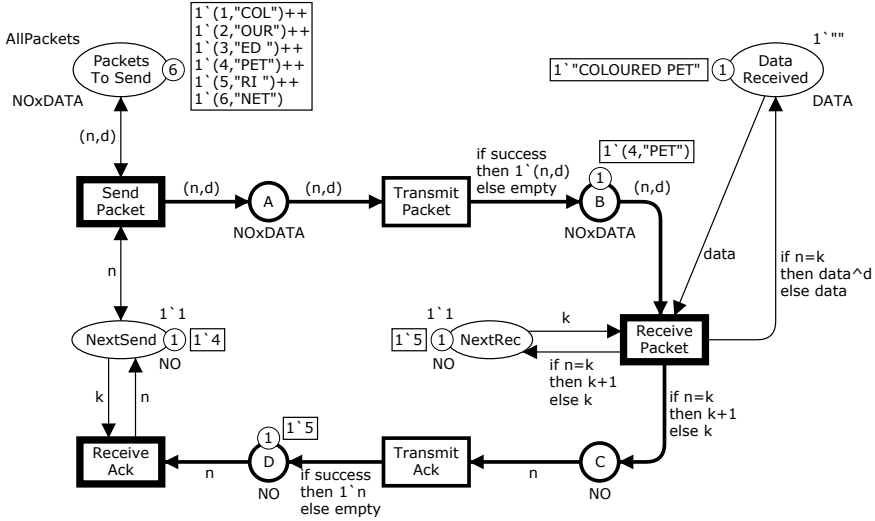 AllPackets
Packets
To Send
6
NOxDATA
1`(1,"COL")++
1`(2,"OUR")++
1`(3,"ED ")++
1`(4,"PET")++
1`(5,"RI ")++
1`(6,"NET")
1`""
1`"COLOURED PET"
1
Data
Received
DATA
(n,d)
Send
Packet
(n,d)
A
NOxDATA
(n,d)
Transmit
Packet
if success
then 1`(n,d)
else empty
1`(4,"PET")
1
B
NOxDATA
(n,d)
data
if n=k
then data^d
else data
n
1`1
NextSend
1
1`4
NO
1`1
1`5
1
NextRec
NO
k
if n=k
then k+1
else k
Receive
Packet
if n=k
then k+1
else k
k
n
Receive
Ack
n
1`5
1
D
NO
if success
then 1`n
else empty
Transmit
Ack
n
C
NO